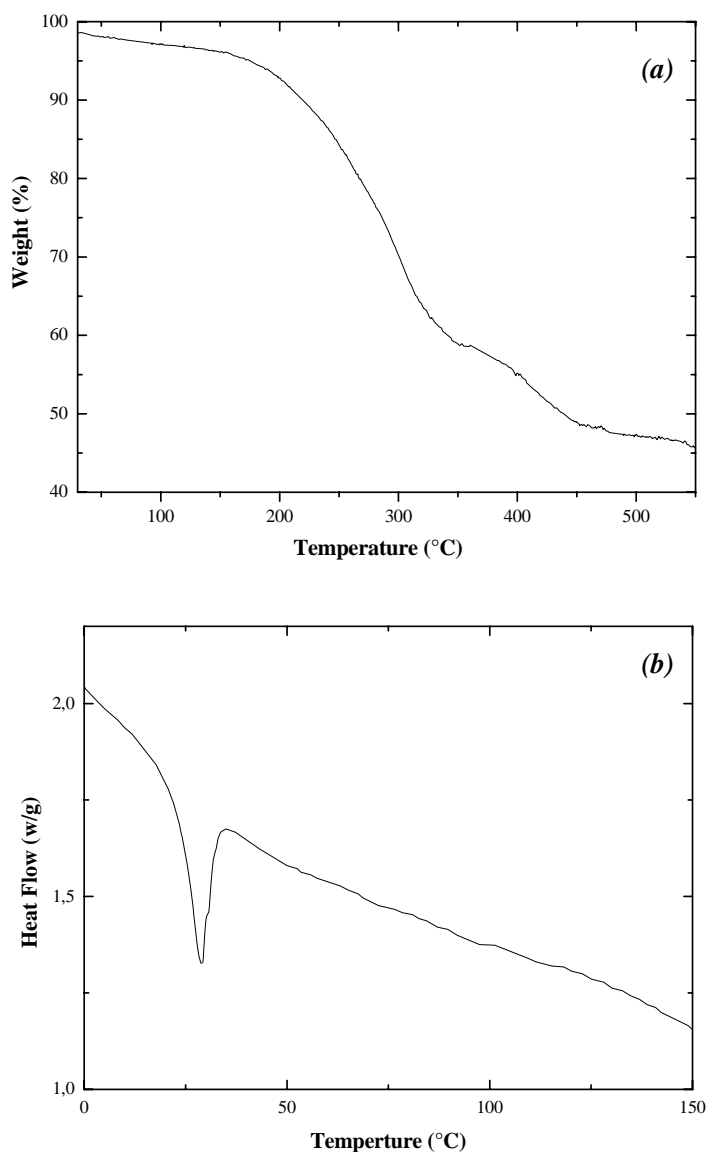 (a)
100
90
80
70
60
50
40
Weight (%)
100 200 300 400 500
Temperature (°C)
(b)
2,0
1,5
1,0
Heat Flow (w/g)
0 50 100 150
Temperture (°C)